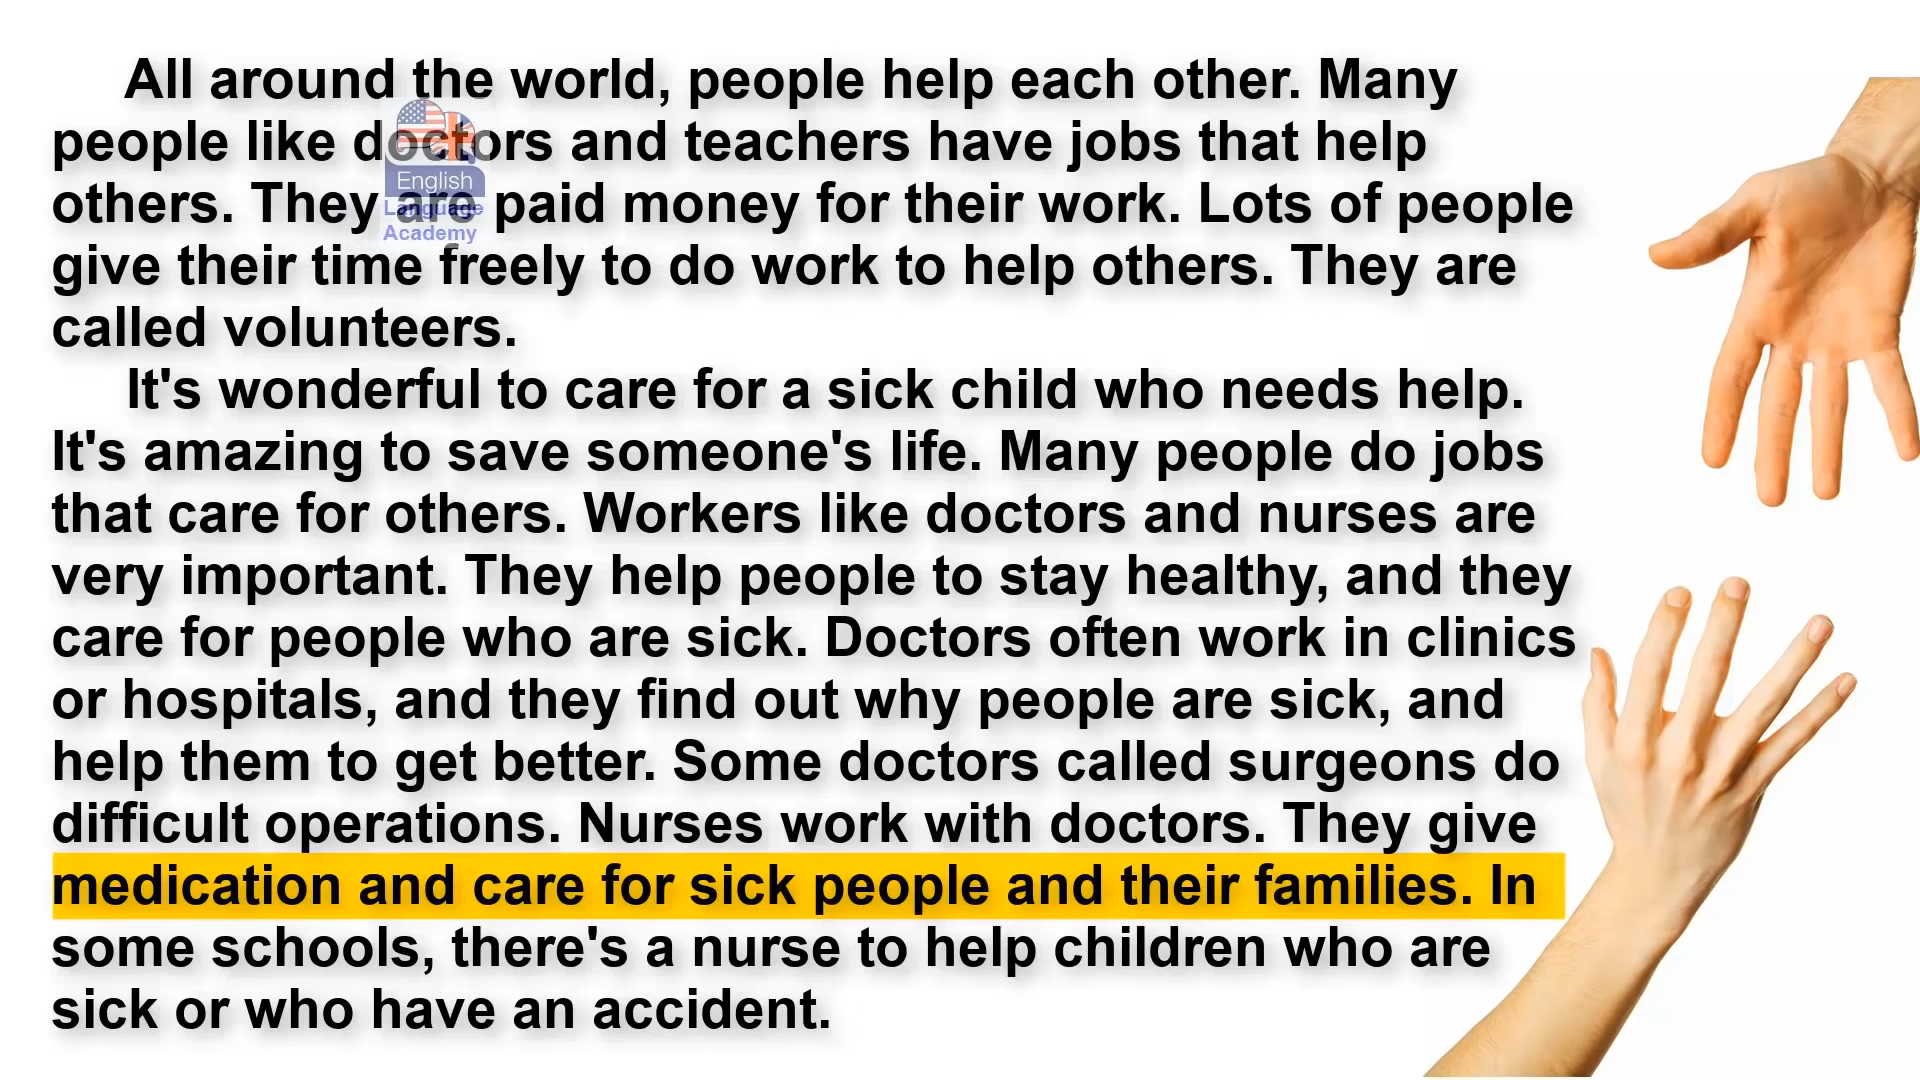 All around the world, people help each other. Many
people like doctors and teachers have jobs that help
others. They are paid money for their work. Lots of people
give their time freely to do work to help others. They are
called volunteers.
It's wonderful to care for a sick child who needs help.
It's amazing to save someone's life. Many people do jobs
that care for others. Workers like doctors and nurses are
very important. They help people to stay healthy, and they
care for people who are sick. Doctors often work in clinics
or hospitals, and they find out why people are sick, and
help them to get better. Some doctors called surgeons do
difficult operations. Nurses work with doctors. They give
medication and care for sick people and their families. In
some schools, there's a nurse to help children who are
sick or who have an accident.
English
Language
Academy